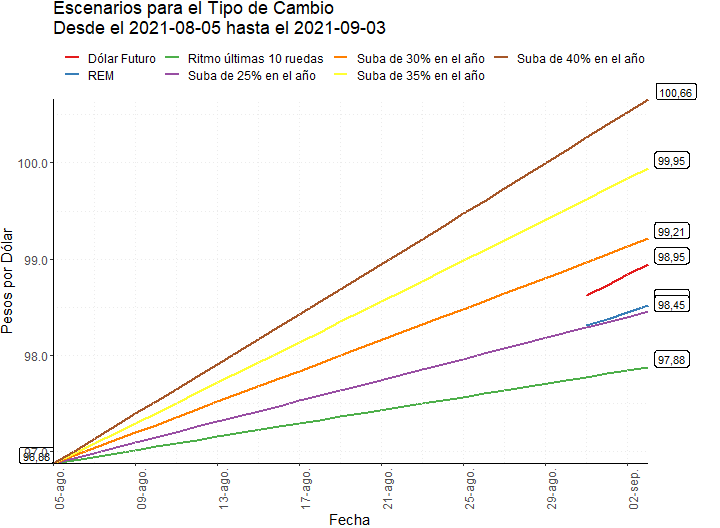 Escenarios para el Tipo de Cambio
Desde el 2021-08-05 hasta el 2021-09-03
Dólar Futuro Ritmo últimas 10 ruedas Suba de 30% en el año Suba de 40% en el año
REM Suba de 25% en el año Suba de 35% en el año
100,66
100.0
99,95
99,21
99.0
98,95
98,45
98.0
97,88
97.0
05-ago.
09-ago.
13-ago.
17-ago.
21-ago.
25-ago.
29-ago.
02-sep.
Fecha
Pesos por Dólar